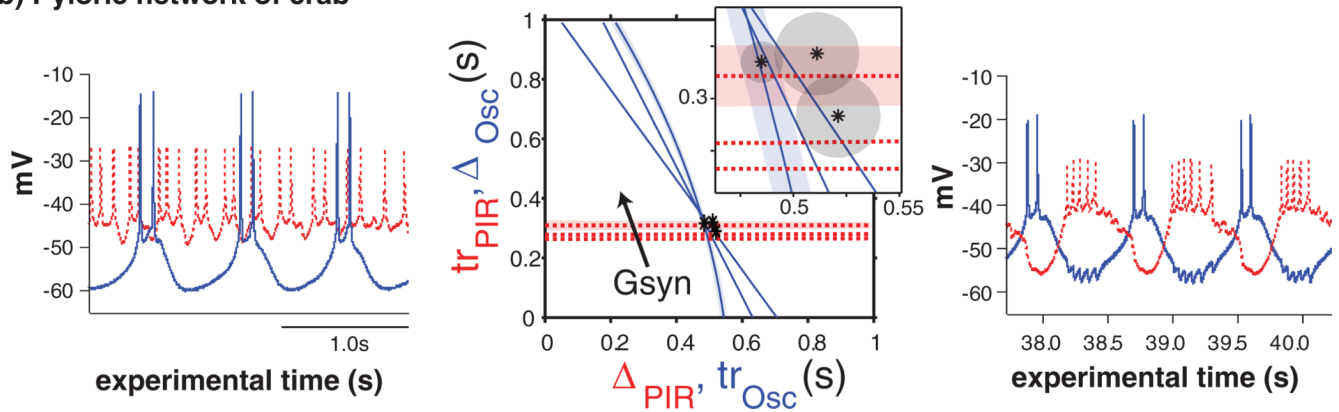 b) Pyloric network of crab
-10
-20
-30
-40
-50
-60
mV
1.0s
experimental time (s)
1
0.8
0.6
0.4
0.2
0
tr_PIR, Δ_Osc (s)
Gsyn
0 0.2 0.4 0.6 0.8 1
Δ_PIR, tr_Osc (s)
0.3
0.5 0.55
-10
-20
-30
-40
-50
-60
mV
38.0 38.5 39.0 39.5 40.0
experimental time (s)